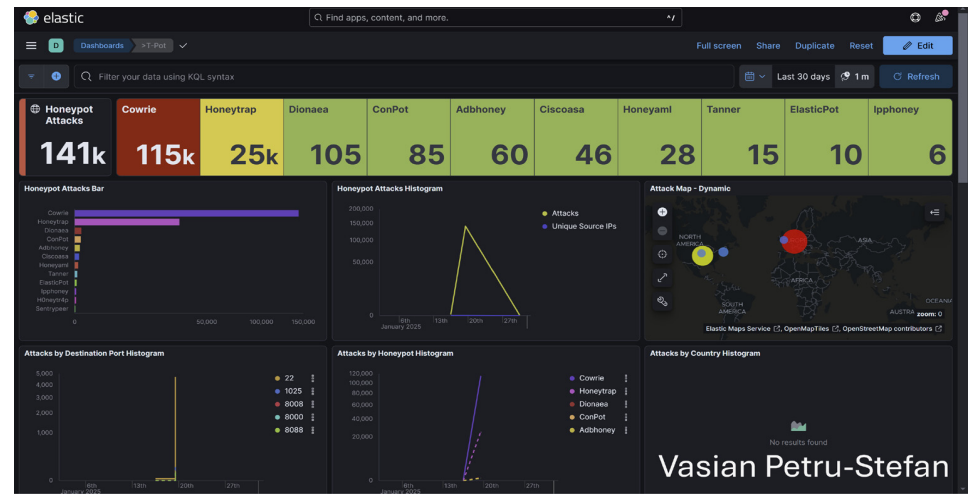 elastic
Find apps, content, and more.
^/
D
Dashboards
>T-Pot
Full screen
Share
Duplicate
Reset
Edit
Filter your data using KQL syntax
Last 30 days
1 m
Refresh
Honeypot
Attacks
141k
Cowrie
115k
Honeytrap
25k
Dionaea
105
ConPot
85
Adbhoney
60
Ciscoasa
46
Honeyaml
28
Tanner
15
ElasticPot
10
Ipphoney
6
Honeypot Attacks Bar
Cowrie
Honeytrap
Dionaea
ConPot
Adbhoney
Ciscoasa
Honeyaml
Tanner
ElasticPot
Ipphoney
H0neytr4p
Sentrypeer
0
50,000
100,000
150,000
Honeypot Attacks Histogram
200,000
150,000
100,000
50,000
0
6th
13th
20th
27th
January 2025
Attacks
Unique Source IPs
Attack Map - Dynamic
NORTH
AMERICA
ASIA
AFRICA
SOUTH
AMERICA
OCEANIA
AUSTRA
zoom: 0
Elastic Maps Service
, OpenMapTiles
, OpenStreetMap contributors
Attacks by Destination Port Histogram
5,000
4,000
3,000
2,000
1,000
0
6th
13th
20th
27th
January 2025
22
1025
8008
8000
8088
Attacks by Honeypot Histogram
120,000
100,000
80,000
60,000
40,000
20,000
0
6th
13th
20th
27th
January 2025
Cowrie
Honeytrap
Dionaea
ConPot
Adbhoney
Attacks by Country Histogram
No results found
Vasian Petru-Stefan